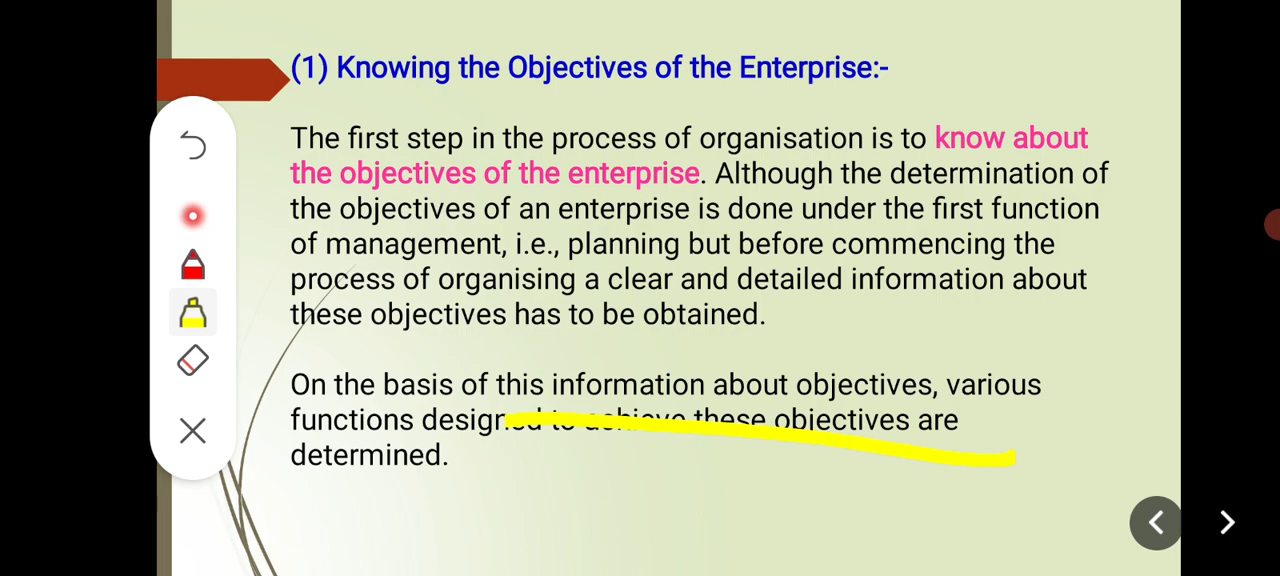 (1) Knowing the Objectives of the Enterprise:-
The first step in the process of organisation is to know about
the objectives of the enterprise. Although the determination of
the objectives of an enterprise is done under the first function
of management, i.e., planning but before commencing the
process of organising a clear and detailed information about
these objectives has to be obtained.
On the basis of this information about objectives, various
functions designed to achieve these objectives are
determined.